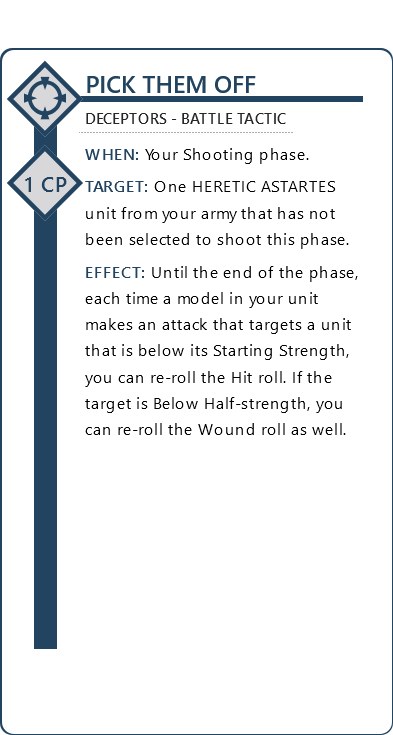 PICK THEM OFF
DECEPTORS - BATTLE TACTIC
1 CP
WHEN: Your Shooting phase.
TARGET: One HERETIC ASTARTES
unit from your army that has not
been selected to shoot this phase.
EFFECT: Until the end of the phase,
each time a model in your unit
makes an attack that targets a unit
that is below its Starting Strength,
you can re-roll the Hit roll. If the
target is Below Half-strength, you
can re-roll the Wound roll as well.